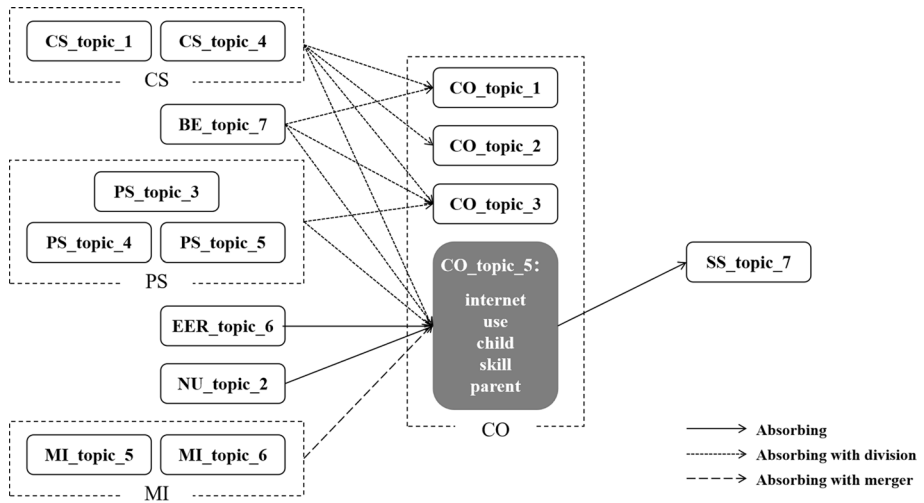 CS_topic_1
CS_topic_4
CS
BE_topic_7
PS_topic_3
PS_topic_4
PS_topic_5
PS
EER_topic_6
NU_topic_2
MI_topic_5
MI_topic_6
MI
CO_topic_1
CO_topic_2
CO_topic_3
CO_topic_5:
internet
use
child
skill
parent
CO
SS_topic_7
Absorbing
Absorbing with division
Absorbing with merger